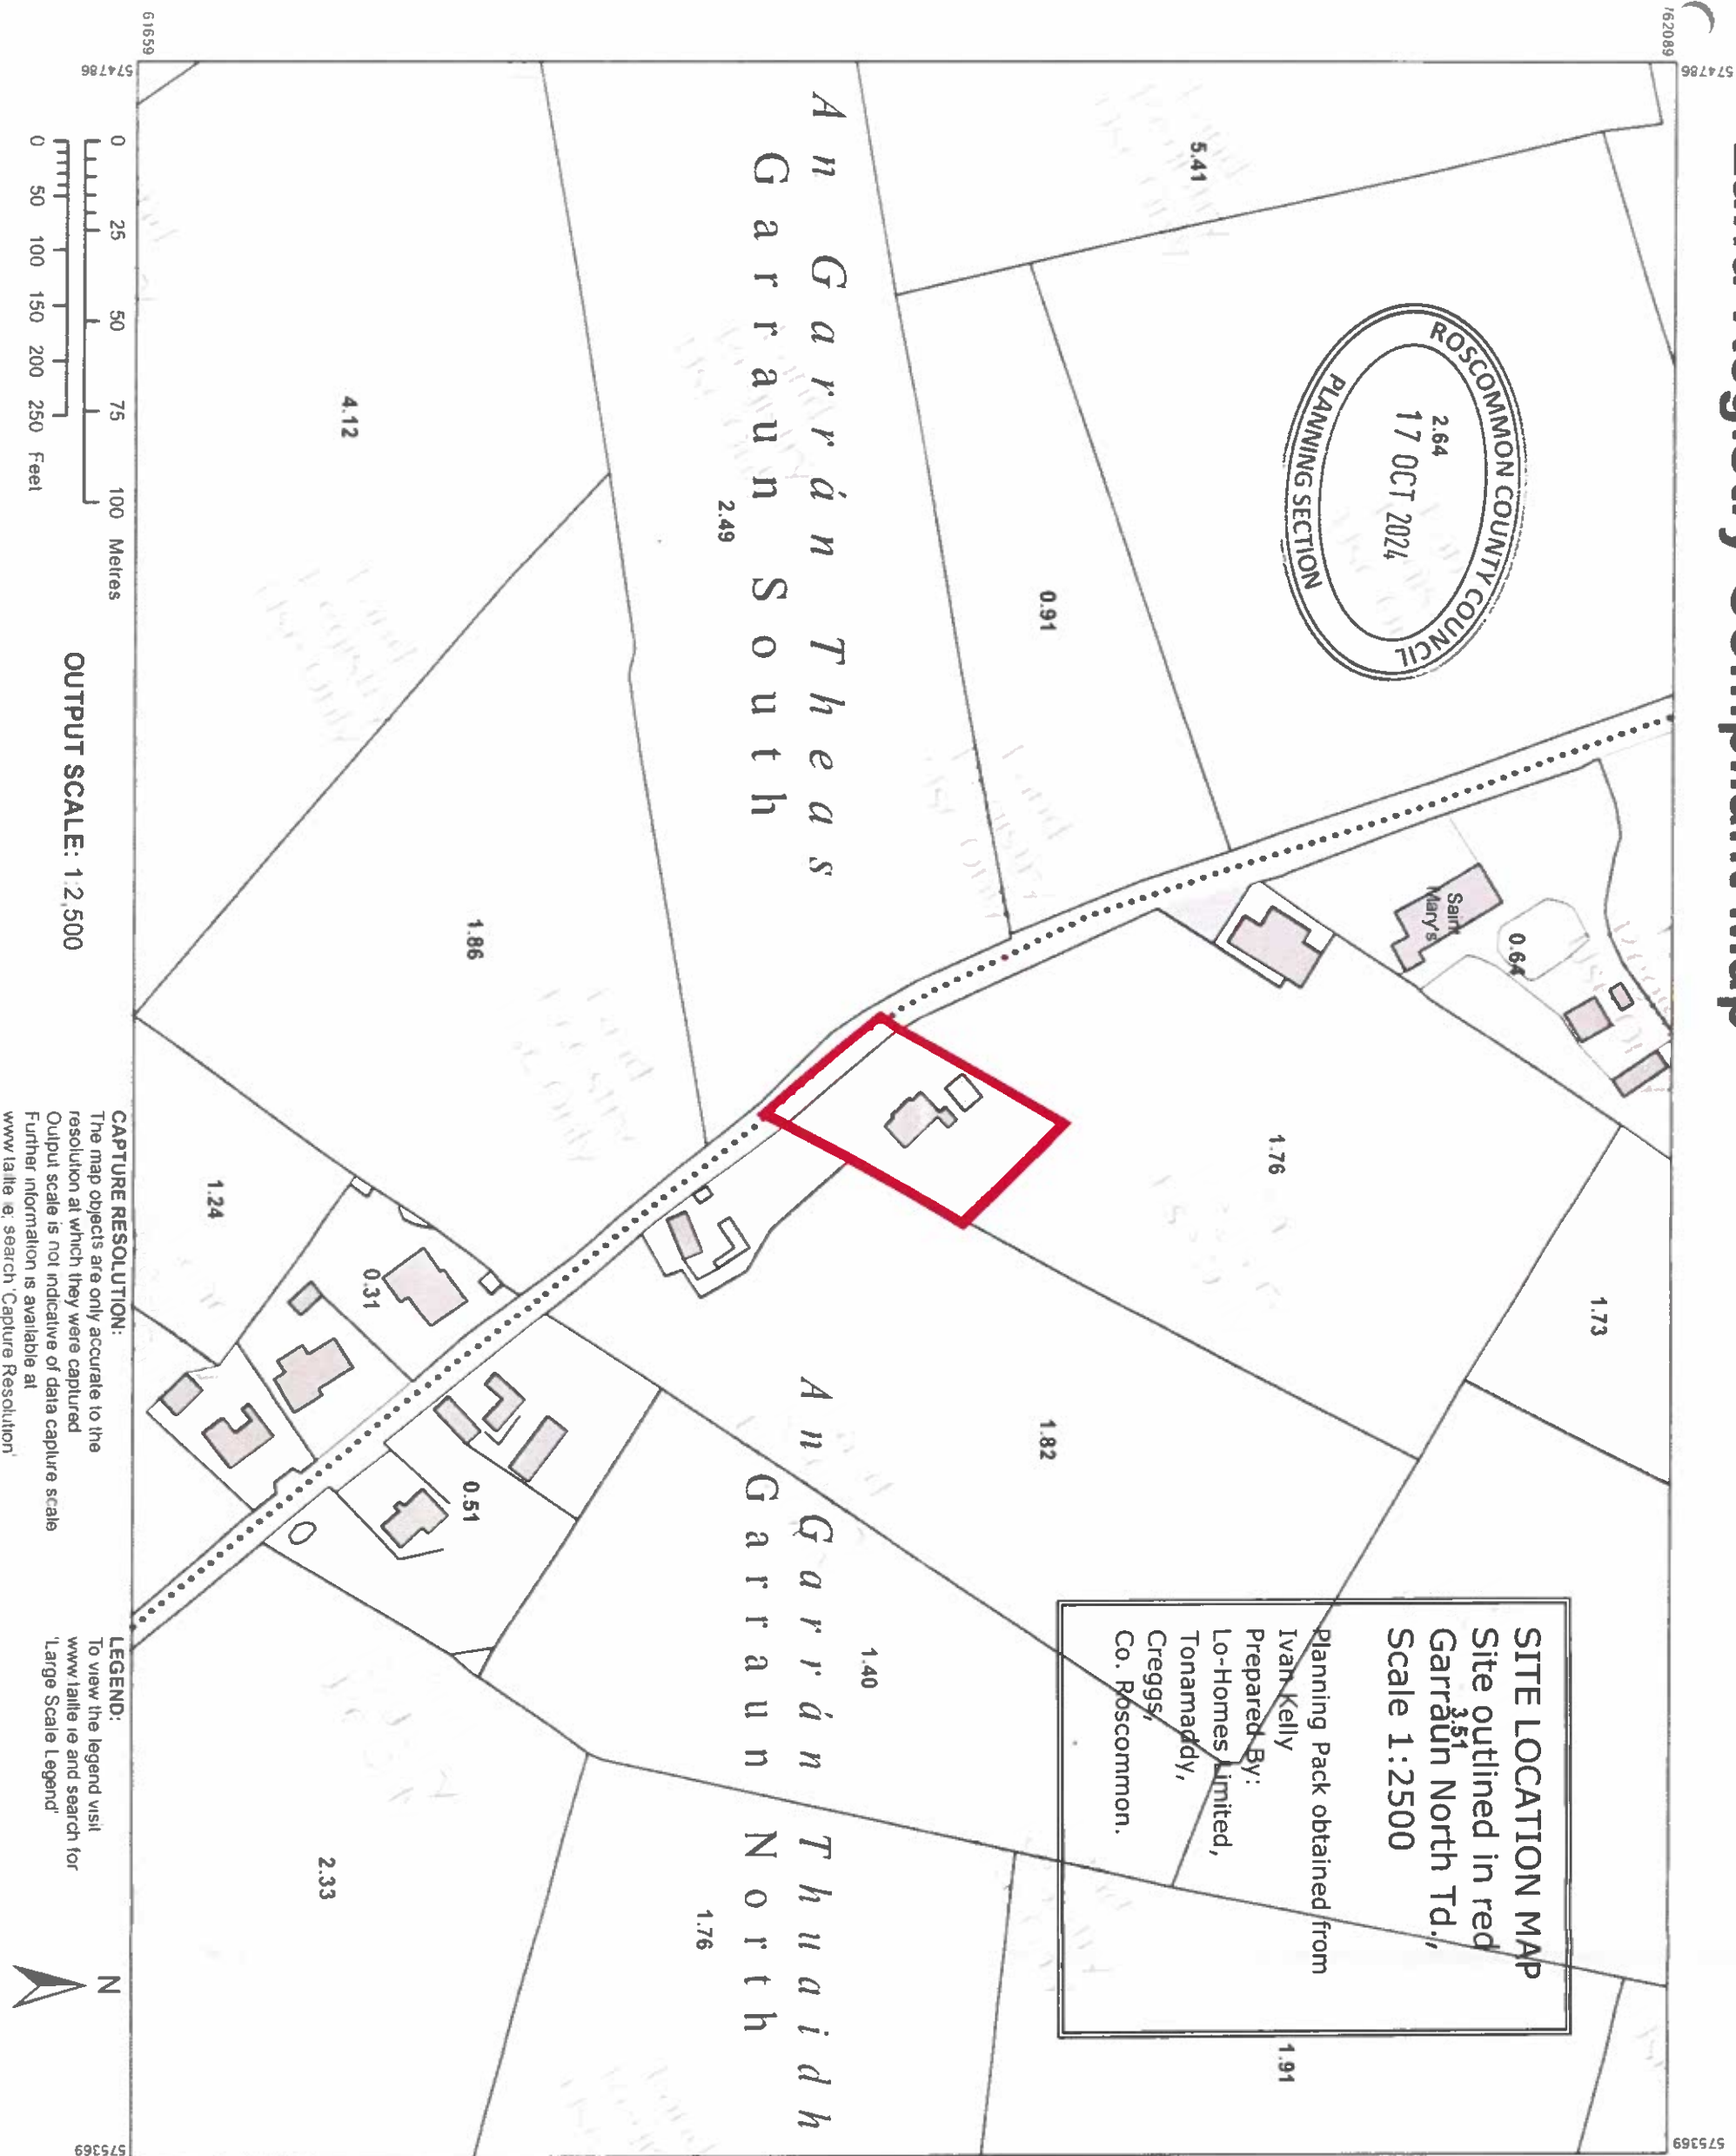 Land Registry Compliant Map
762089
574786
61659
574786
575369
575369
ROSCOMMON COUNTY COUNCIL
2.64
17 OCT 2024
PLANNING SECTION
5.41
0.91
An Garrán Theas
Garraun South
2.49
4.12
1.86
1.24
Saint
Mary's
0.64
1.76
1.73
1.82
0.31
0.51
An Garrán Thuaidh
Garraun North
1.40
1.76
2.33
1.91
SITE LOCATION MAP
Site outlined in red
3.51
Garraun North Td.,
Scale 1:2500
Planning Pack obtained from
Ivan Kelly
Prepared By:
Lo-Homes Limited,
Tonamaddy,
Creggs,
Co. Roscommon.
0 25 50 75 100 Metres
0 50 100 150 200 250 Feet
OUTPUT SCALE: 1:2,500
CAPTURE RESOLUTION:
The map objects are only accurate to the
resolution at which they were captured
Output scale is not indicative of data capture scale
Further information is available at
www tailte ie; search 'Capture Resolution'
LEGEND:
To view the legend visit
www.tailte ie and search for
'Large Scale Legend'
N